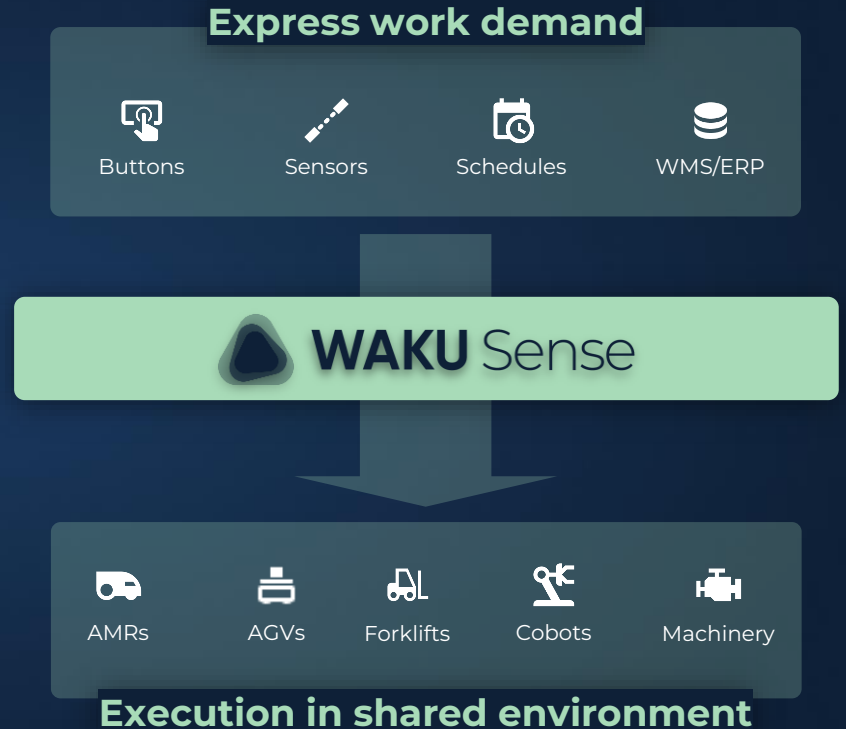 Express work demand
Buttons Sensors Schedules WMS/ERP
WAKU Sense
AMRs AGVs Forklifts Cobots Machinery
Execution in shared environment